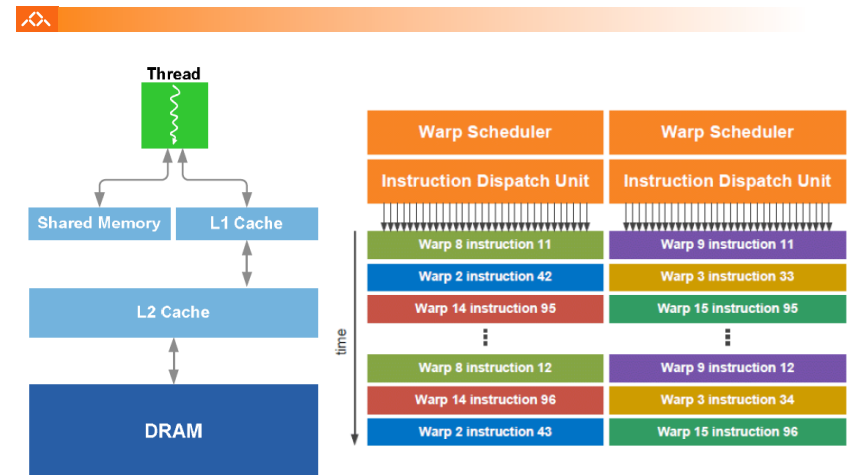 Thread
Shared Memory
L1 Cache
L2 Cache
DRAM
Warp Scheduler
Warp Scheduler
Instruction Dispatch Unit
Instruction Dispatch Unit
time
Warp 8 instruction 11
Warp 9 instruction 11
Warp 2 instruction 42
Warp 3 instruction 33
Warp 14 instruction 95
Warp 15 instruction 95
Warp 8 instruction 12
Warp 9 instruction 12
Warp 14 instruction 96
Warp 3 instruction 34
Warp 2 instruction 43
Warp 15 instruction 96